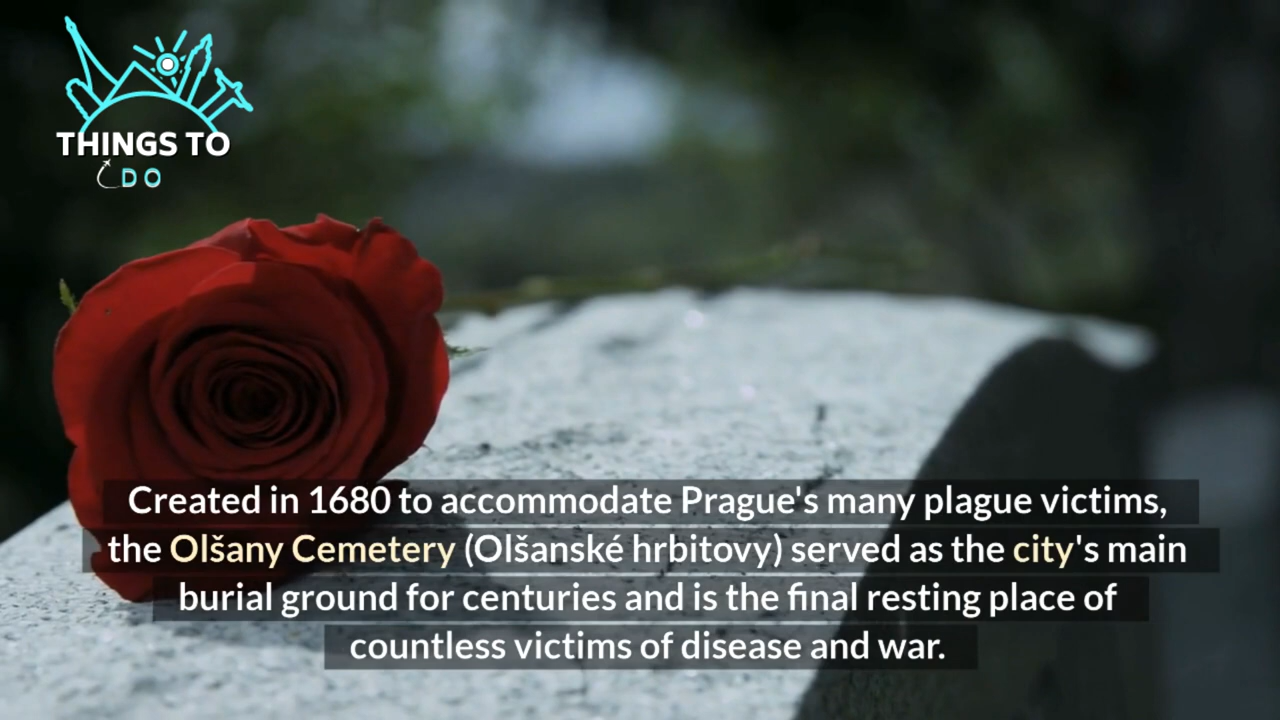 THINGS TO
DO
Created in 1680 to accommodate Prague's many plague victims,
the Olšany Cemetery (Olšanské hrbitovy) served as the city's main
burial ground for centuries and is the final resting place of
countless victims of disease and war.